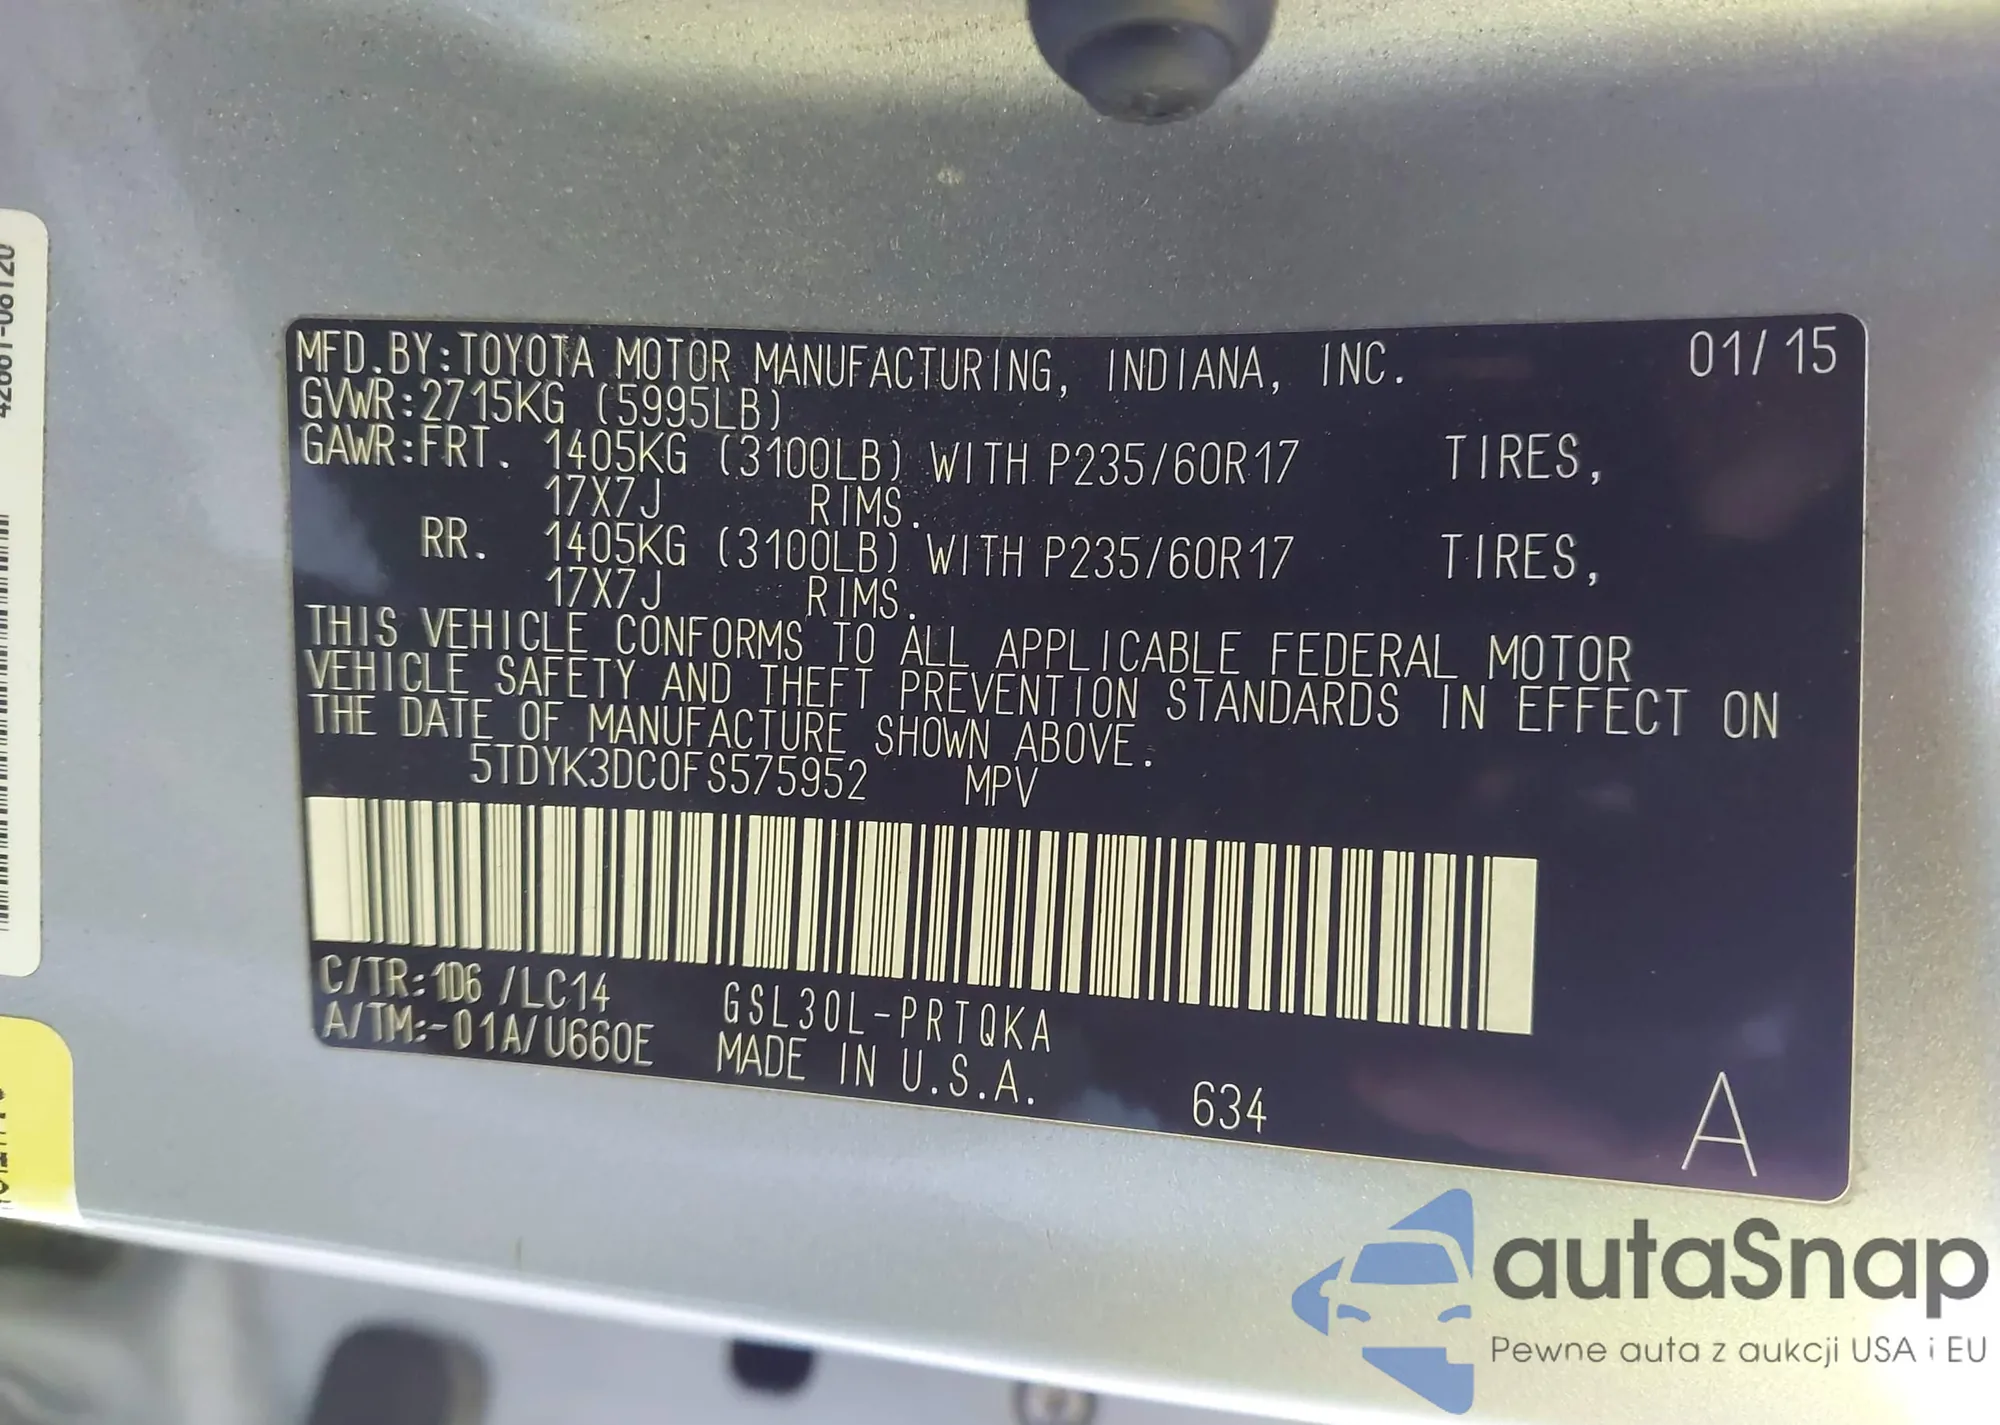 MFD.BY:TOYOTA MOTOR MANUFACTURING, INDIANA, INC. 01/15
GVWR:2715KG (5995LB)
GAWR:FRT. 1405KG (3100LB) WITH P235/60R17 TIRES,
17X7J RIMS.
RR. 1405KG (3100LB) WITH P235/60R17 TIRES,
17X7J RIMS.
THIS VEHICLE CONFORMS TO ALL APPLICABLE FEDERAL MOTOR
VEHICLE SAFETY AND THEFT PREVENTION STANDARDS IN EFFECT ON
THE DATE OF MANUFACTURE SHOWN ABOVE.
5TDYK3DC0FS575952 MPV
C/TR:1D6 /LC14 GSL30L-PRTQKA
A/TM:-01A/U660E MADE IN U.S.A. 634 A
autaSnap
Pewne auta z aukcji USA i EU